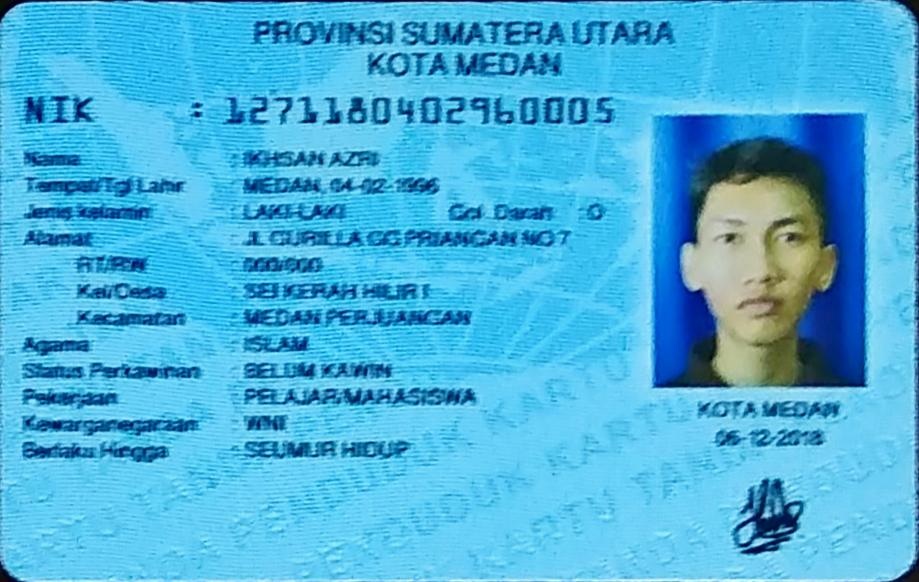 PROVINSI SUMATERA UTARA
KOTA MEDAN
NIK : 1271180402960005
Nama : IKHSAN AZRI
Tempat/Tgl Lahir : MEDAN, 04-02-1996
Jenis kelamin : LAKI-LAKI Gol. Darah : O
Alamat : JL GURILLA GG PRIANGAN NO 7
RT/RW : 000/000
Kel/Desa : SEI KERAH HILIR I
Kecamatan : MEDAN PERJUANGAN
Agama : ISLAM
Status Perkawinan : BELUM KAWIN
Pekerjaan : PELAJAR/MAHASISWA
Kewarganegaraan : WNI
Berlaku Hingga : SEUMUR HIDUP
KOTA MEDAN
06-12-2018